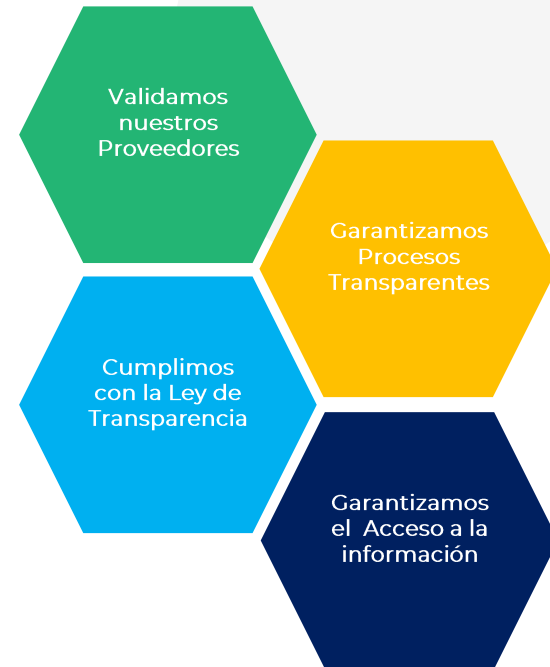 Validamos
nuestros
Proveedores
Garantizamos
Procesos
Transparentes
Cumplimos
con la Ley de
Transparencia
Garantizamos
el  Acceso a la
información